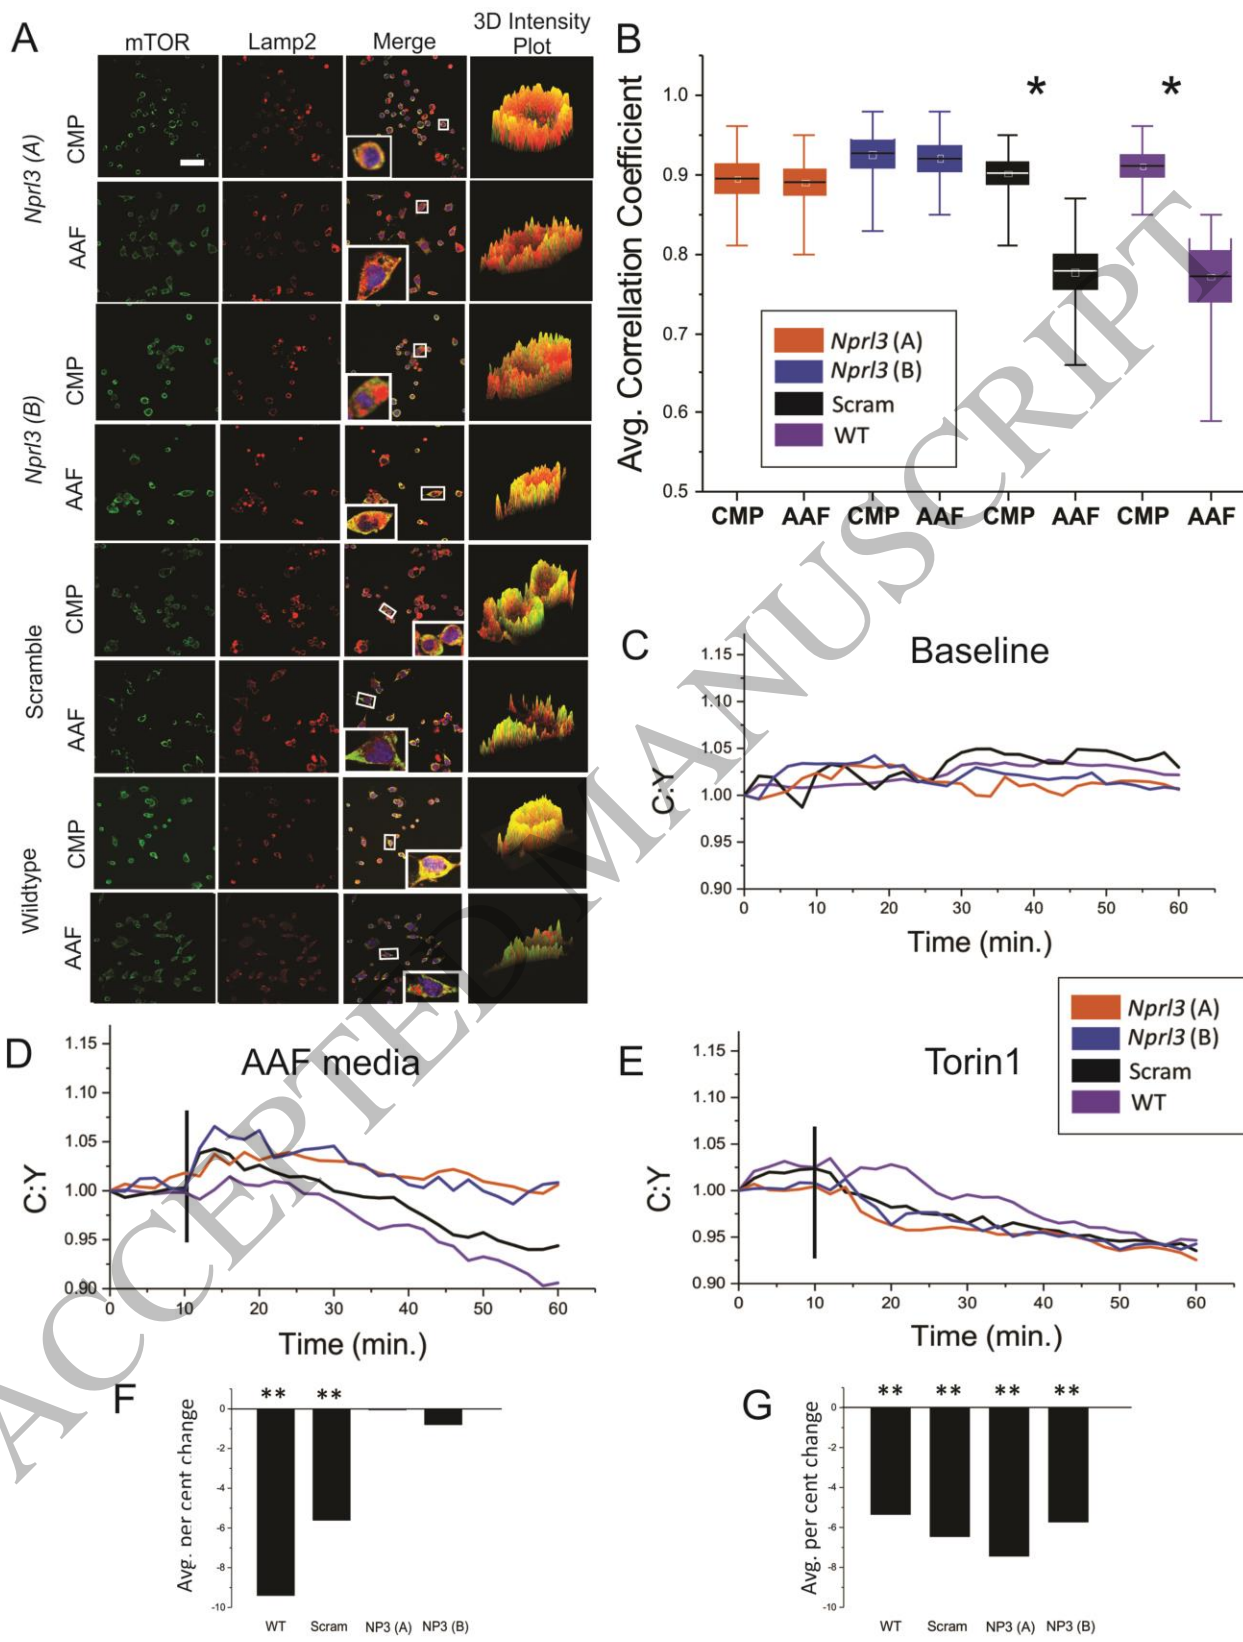 A
mTOR
Lamp2
Merge
3D Intensity
Plot
Nprl3 (A)
CMP
AAF
Nprl3 (B)
CMP
AAF
Scramble
CMP
AAF
Wildtype
CMP
AAF
B
Avg. Correllation Coefficient
1.0
0.9
0.8
0.7
0.6
0.5
* *
Nprl3 (A)
Nprl3 (B)
Scram
WT
CMP AAF CMP AAF CMP AAF CMP AAF
C
Baseline
C:Y
1.15
1.10
1.05
1.00
0.95
0.90
0 10 20 30 40 50 60
Time (min.)
Nprl3 (A)
Nprl3 (B)
Scram
WT
D
AAF media
C:Y
1.15
1.10
1.05
1.00
0.95
0.90
0 10 20 30 40 50 60
Time (min.)
E
Torin1
C:Y
1.15
1.10
1.05
1.00
0.95
0.90
0 10 20 30 40 50 60
Time (min.)
F
Avg. per cent change
** **
0
-2
-4
-6
-8
-10
WT Scram NP3 (A) NP3 (B)
G
Avg. per cent change
** ** ** **
0
-2
-4
-6
-8
-10
WT Scram NP3 (A) NP3 (B)
ACCEPTED MANUSCRIPT